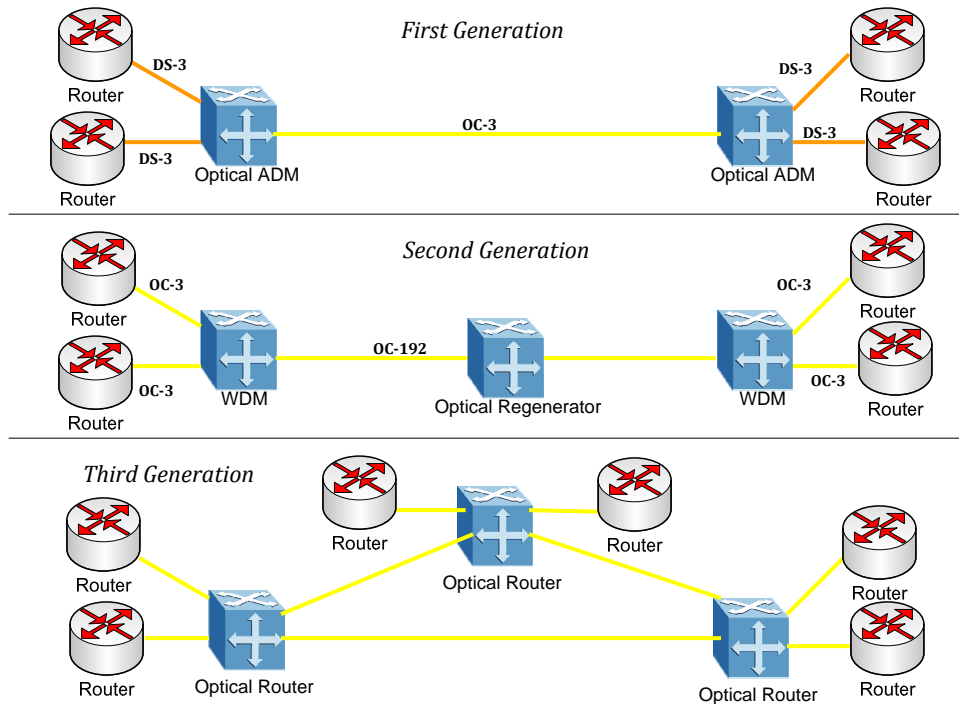 First Generation
DS-3
DS-3
Router
Router
OC-3
DS-3
DS-3
Optical ADM
Optical ADM
Router
Router
Second Generation
OC-3
OC-3
Router
Router
OC-192
OC-3
OC-3
WDM
Optical Regenerator
WDM
Router
Router
Third Generation
Router
Router
Router
Optical Router
Router
Router
Router
Optical Router
Optical Router